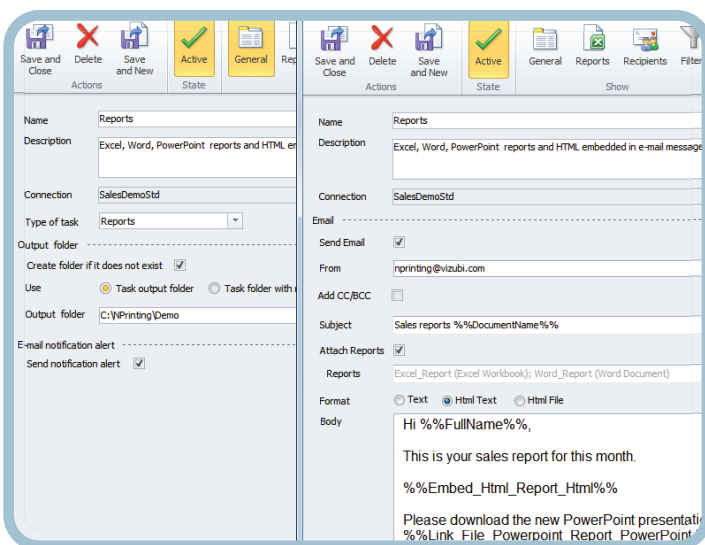 Save and Close
Delete
Save and New
Active
General
Actions
State
Name
Reports
Description
Excel, Word, PowerPoint reports and HTML
Connection
SalesDemoStd
Type of task
Reports
Output folder
Create folder if it does not exist
Use
Task output folder
Task folder with
Output folder
C:\NPrinting\Demo
E-mail notification alert
Send notification alert
Save and Close
Delete
Save and New
Active
General
Reports
Recipients
Filter
Actions
State
Show
Name
Reports
Description
Excel, Word, PowerPoint reports and HTML embedded in e-mail message
Connection
SalesDemoStd
Email
Send Email
From
nprinting@vizubi.com
Add CC/BCC
Subject
Sales reports %%DocumentName%%
Attach Reports
Reports
Excel_Report (Excel Workbook); Word_Report (Word Document)
Format
Text
Html Text
Html File
Body
Hi %%FullName%%,
This is your sales report for this month.
%%Embed_Html_Report_Html%%
Please download the new PowerPoint
%%Link_File_Powerpoint_Report_PowerPoint